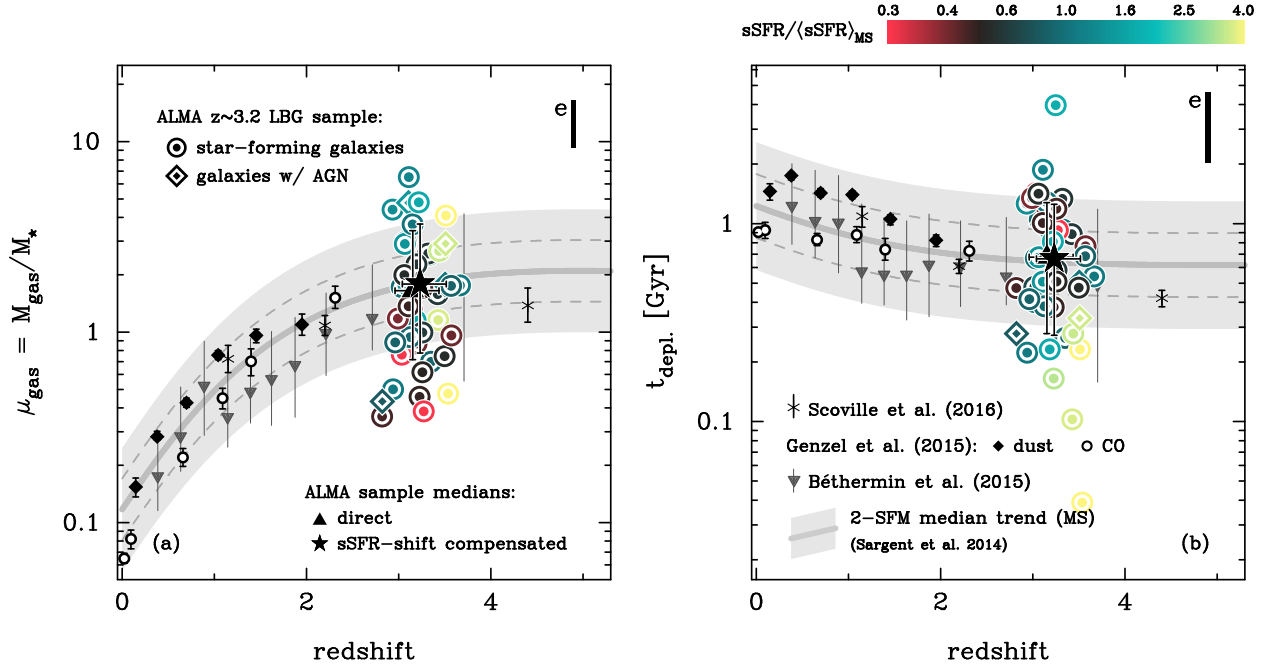 sSFR/⟨sSFR⟩MS
0.3 0.4 0.6 1.0 1.6 2.5 4.0
μgas = Mgas/M★
10
1
0.1
ALMA z~3.2 LBG sample:
star-forming galaxies
galaxies w/ AGN
e
ALMA sample medians:
direct
sSFR-shift compensated
(a)
0 2 4
redshift
tdepl. [Gyr]
1
0.1
e
Scoville et al. (2016)
Genzel et al. (2015): dust CO
Béthermin et al. (2015)
2-SFM median trend (MS)
(Sargent et al. 2014)
(b)
0 2 4
redshift